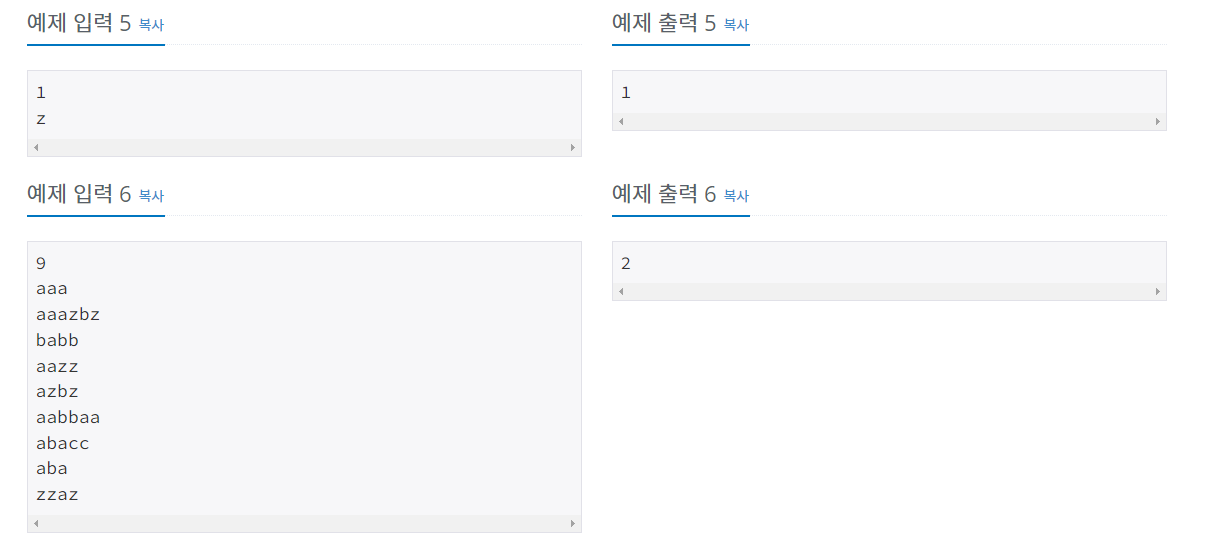 예제 입력 5 복사
예제 출력 5 복사
1
z
1
예제 입력 6 복사
예제 출력 6 복사
9
aaa
aaazbz
babb
aazz
azbz
aabbaa
abacc
aba
zzaz
2